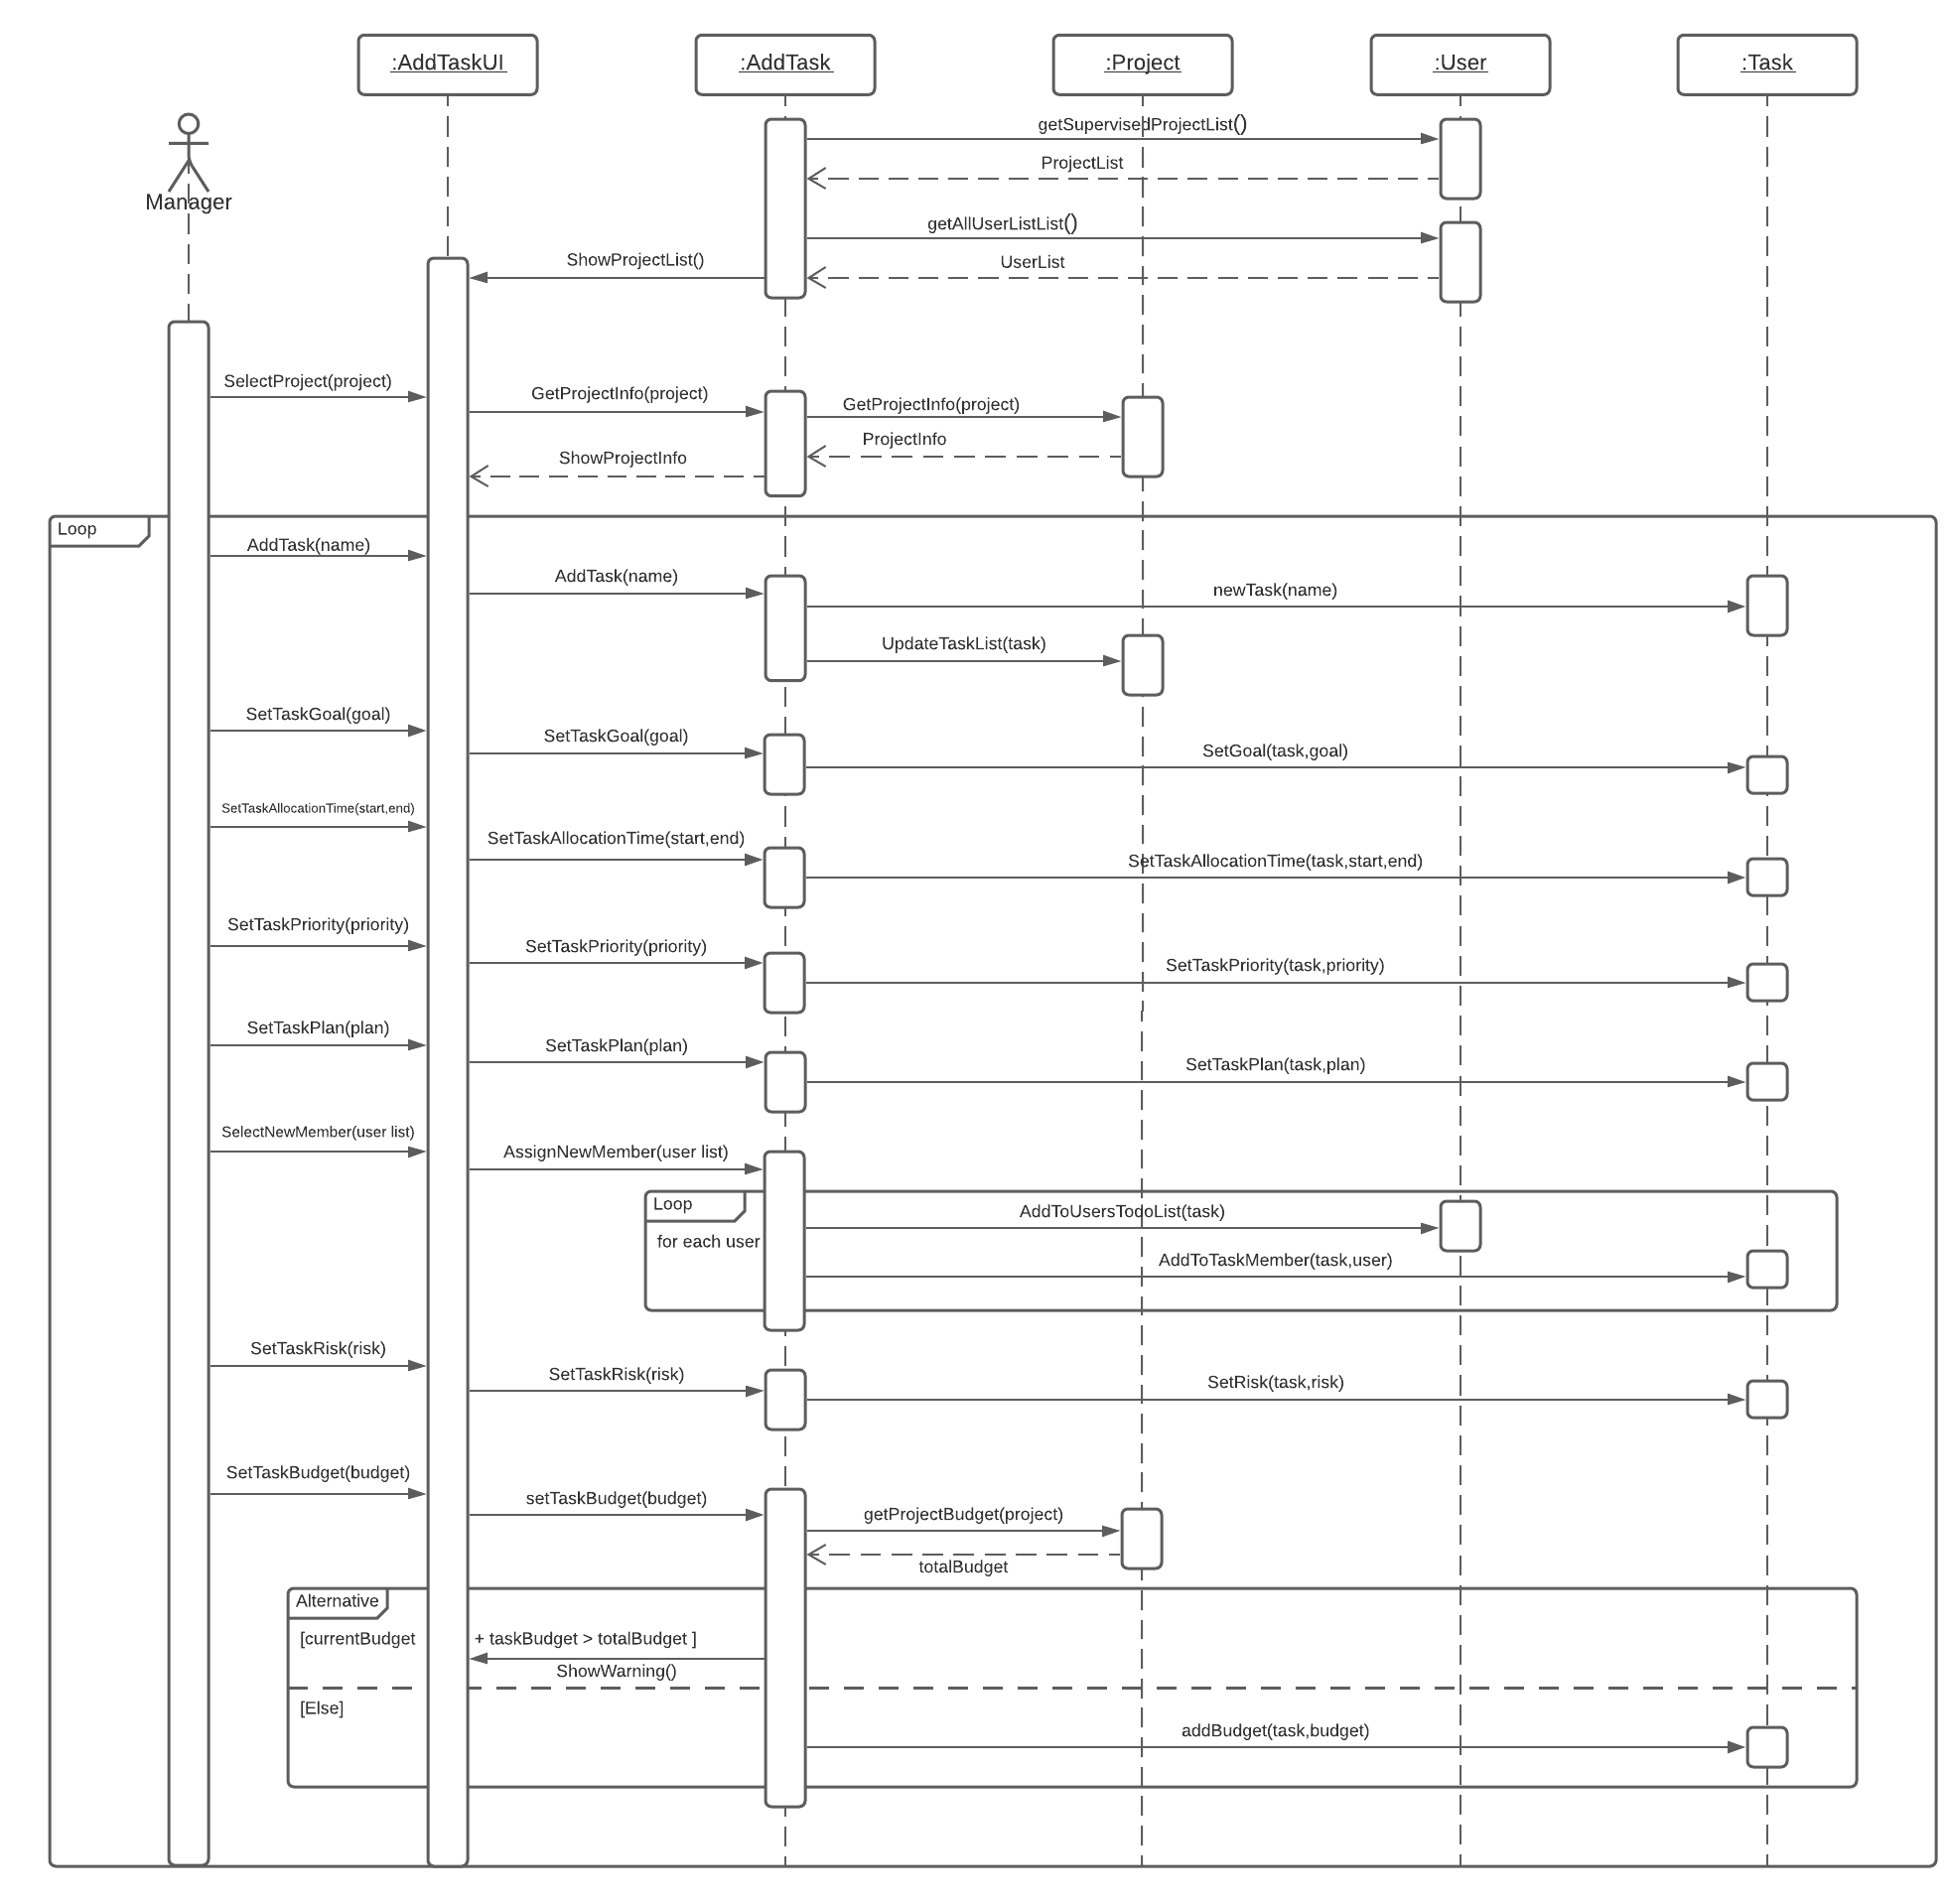 :AddTaskUI
:AddTask
:Project
:User
:Task
Manager
getSupervisedProjectList()
ProjectList
getAllUserListList()
ShowProjectList()
UserList
SelectProject(project)
GetProjectInfo(project)
GetProjectInfo(project)
ProjectInfo
ShowProjectInfo
Loop
AddTask(name)
AddTask(name)
newTask(name)
UpdateTaskList(task)
SetTaskGoal(goal)
SetTaskGoal(goal)
SetGoal(task,goal)
SetTaskAllocationTime(start,end)
SetTaskAllocationTime(start,end)
SetTaskAllocationTime(task,start,end)
SetTaskPriority(priority)
SetTaskPriority(priority)
SetTaskPriority(task,priority)
SetTaskPlan(plan)
SetTaskPlan(plan)
SetTaskPlan(task,plan)
SelectNewMember(user list)
AssignNewMember(user list)
Loop
for each user
AddToUsersTodoList(task)
AddToTaskMember(task,user)
SetTaskRisk(risk)
SetTaskRisk(risk)
SetRisk(task,risk)
SetTaskBudget(budget)
setTaskBudget(budget)
getProjectBudget(project)
totalBudget
Alternative
[currentBudget + taskBudget > totalBudget ]
ShowWarning()
[Else]
addBudget(task,budget)